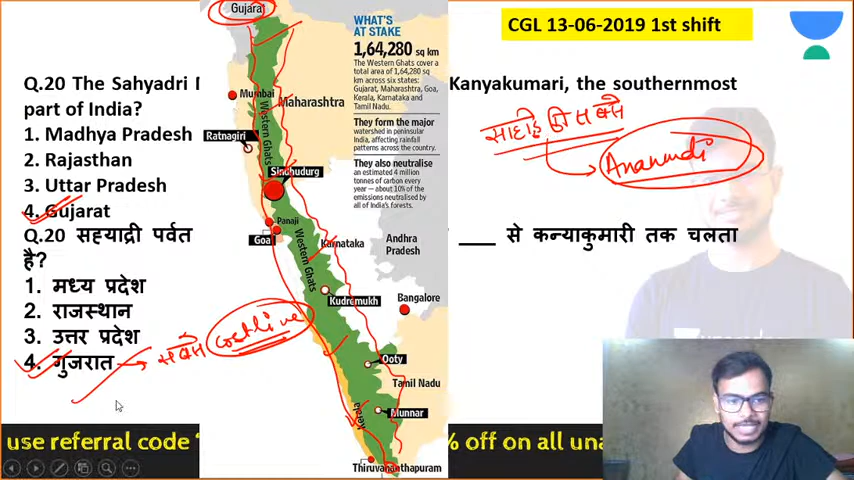 CGL 13-06-2019 1st shift
Q.20 The Sahyadri
Kanyakumari, the southernmost
part of India?
1. Madhya Pradesh
2. Rajasthan
3. Uttar Pradesh
4. Gujarat
Q.20 सह्याद्री पर्वत
___ से कन्याकुमारी तक चलता
है?
1. मध्य प्रदेश
2. राजस्थान
3. उत्तर प्रदेश
4. गुजरात
Costline
Anamudi
Gujara
Mumbai
Maharashtra
Western Ghats
Ratnagiri
Sindhudurg
Panaji
Goa
Karnataka
Western Ghats
Andhra
Pradesh
Kudremukh
Bangalore
Ooty
Tamil Nadu
Kerala
Munnar
Thiruvananthapuram
WHAT'S
AT STAKE
1,64,280 sq km
The Western Ghats cover a
total area of 1,64,280 sq
km across six states:
Gujarat, Maharashtra, Goa,
Kerala, Karnataka and
Tamil Nadu.
They form the major
watershed in peninsular
India, affecting rainfall
patterns across the country.
They also neutralise
an estimated 4 million
tonnes of carbon every
year — about 10% of the
emissions neutralised by
all of India's forests.
use referral code
% off on all una